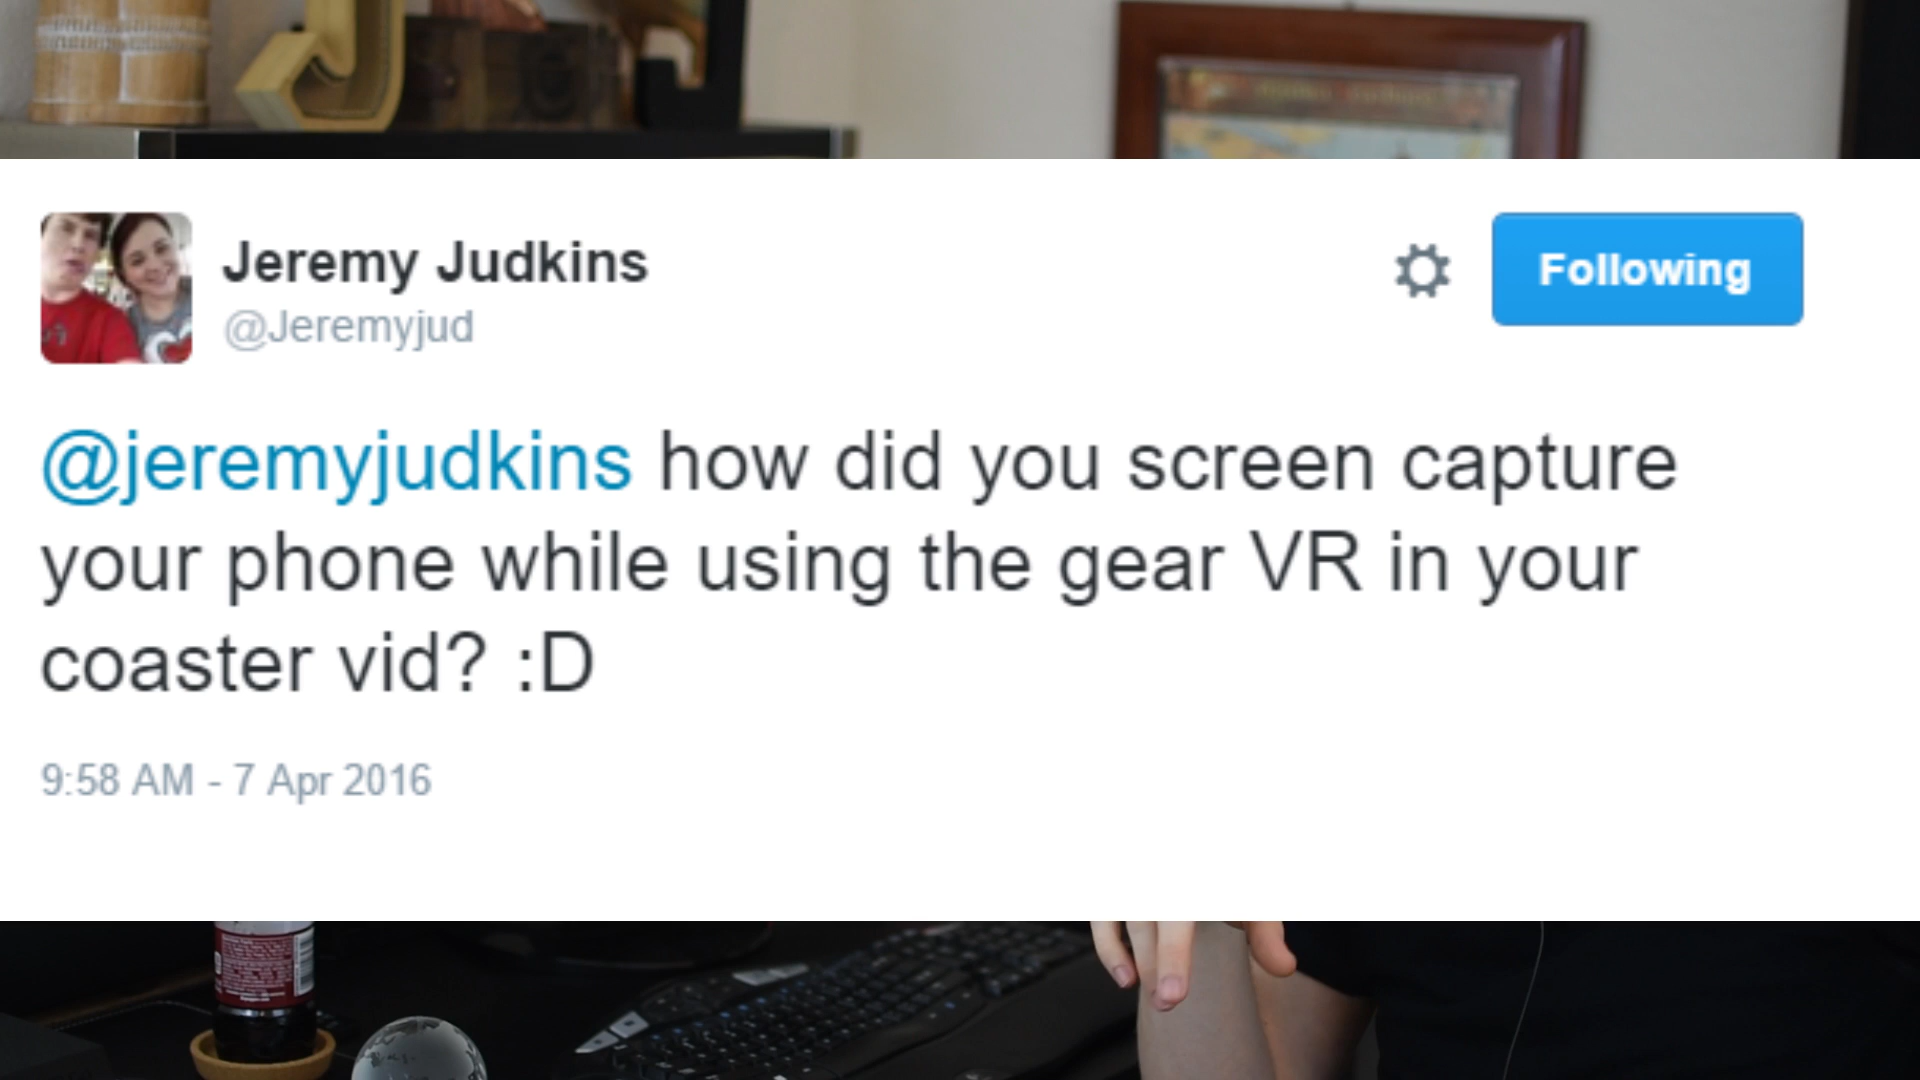 Jeremy Judkins
@Jeremyjud
Following
@jeremyjudkins how did you screen capture
your phone while using the gear VR in your
coaster vid? :D
9:58 AM - 7 Apr 2016